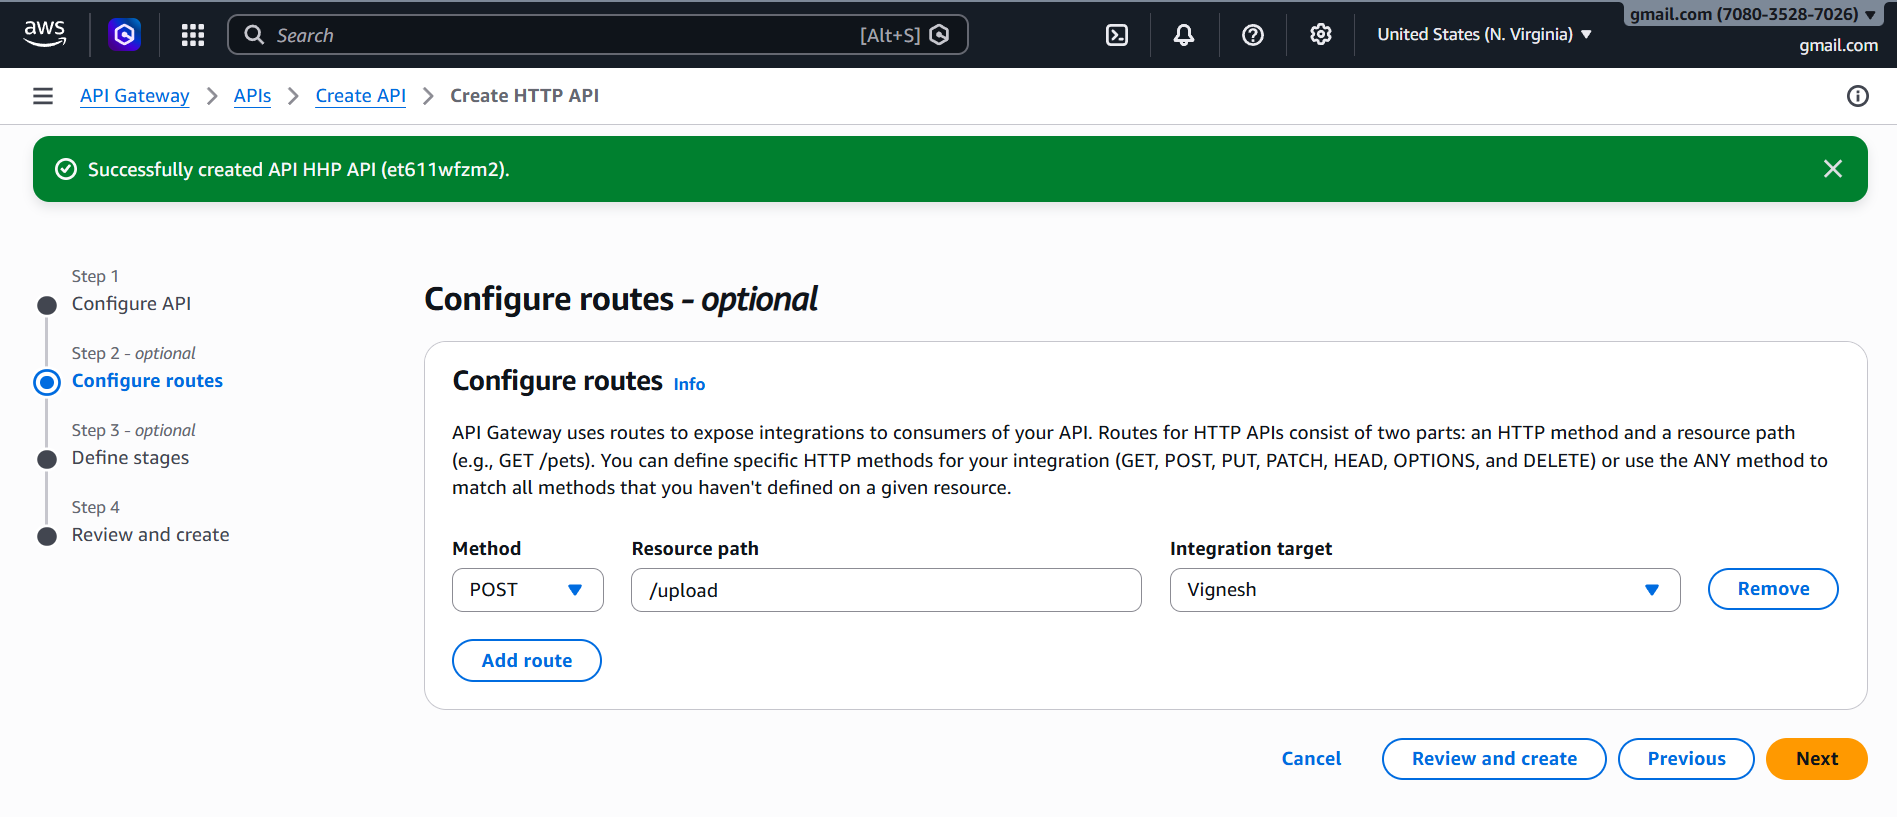 aws
Search [Alt+S]
United States (N. Virginia)
gmail.com (7080-3528-7026)
gmail.com
API Gateway > APIs > Create API > Create HTTP API
Successfully created API HHP API (et611wfzm2).
Step 1
Configure API
Step 2 - optional
Configure routes
Step 3 - optional
Define stages
Step 4
Review and create
Configure routes - optional
Configure routes Info
API Gateway uses routes to expose integrations to consumers of your API. Routes for HTTP APIs consist of two parts: an HTTP method and a resource path
(e.g., GET /pets). You can define specific HTTP methods for your integration (GET, POST, PUT, PATCH, HEAD, OPTIONS, and DELETE) or use the ANY method to
match all methods that you haven't defined on a given resource.
Method Resource path Integration target
POST /upload Vignesh Remove
Add route
Cancel Review and create Previous Next